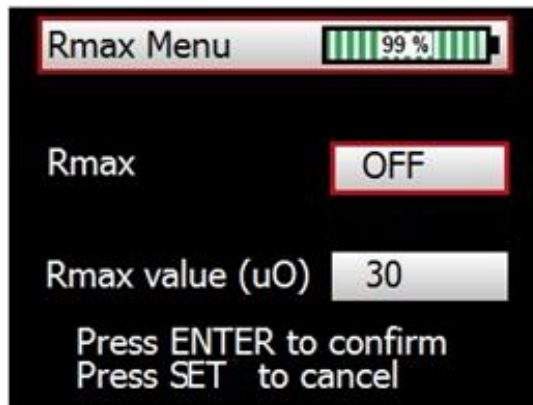 Rmax Menu 99 %
Rmax OFF
Rmax value (uO) 30
Press ENTER to confirm
Press SET to cancel